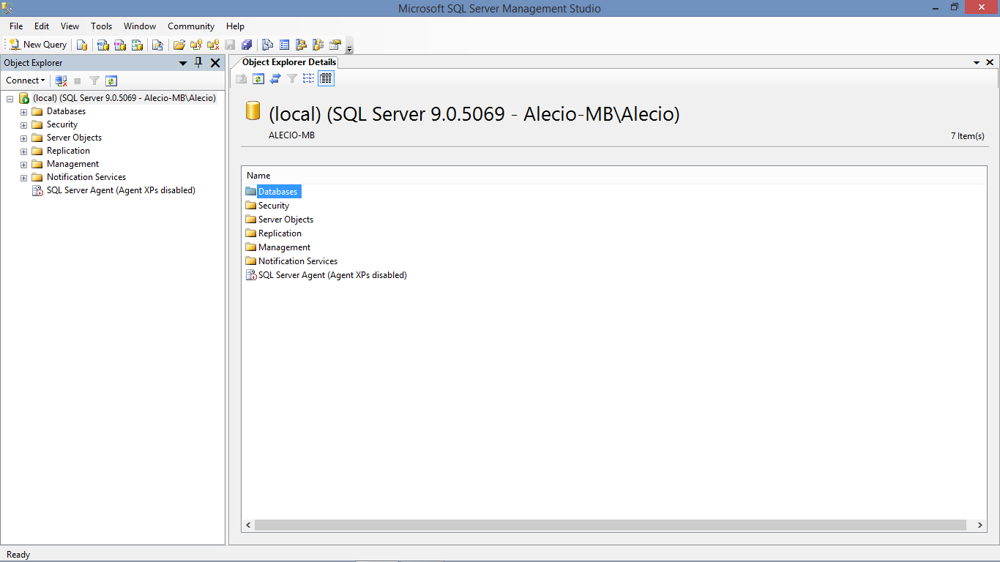 Microsoft SQL Server Management Studio
File Edit View Tools Window Community Help
New Query
Object Explorer
Connect
(local) (SQL Server 9.0.5069 - Alecio-MB\Alecio)
Databases
Security
Server Objects
Replication
Management
Notification Services
SQL Server Agent (Agent XPs disabled)
Object Explorer Details
(local) (SQL Server 9.0.5069 - Alecio-MB\Alecio)
ALECIO-MB
7 Item(s)
Name
Databases
Security
Server Objects
Replication
Management
Notification Services
SQL Server Agent (Agent XPs disabled)
Ready